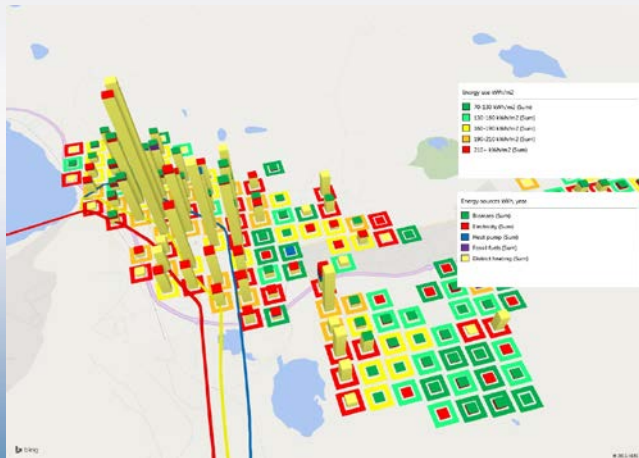 Energy use kWh/m2
70-130 kWh/m2 (Sum)
130-160 kWh/m2 (Sum)
160-190 kWh/m2 (Sum)
190-210 kWh/m2 (Sum)
210+ kWh/m2 (Sum)
Energy sources kWh, year
Biomass (Sum)
Electricity (Sum)
Heat pump (Sum)
Fossil fuels (Sum)
District heating (Sum)
bing